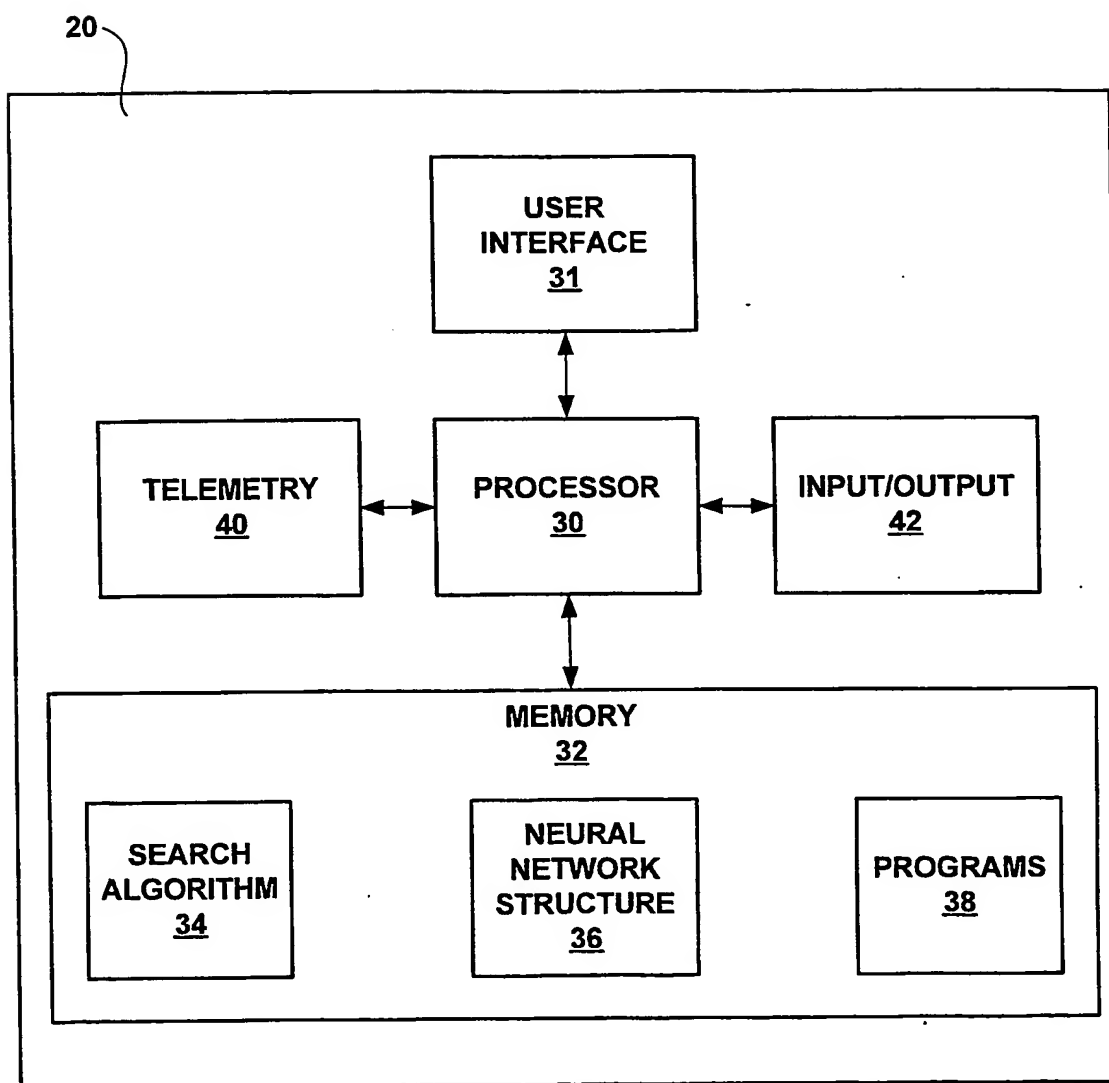 20
USER
INTERFACE
31
TELEMETRY
40
PROCESSOR
30
INPUT/OUTPUT
42
MEMORY
32
SEARCH
ALGORITHM
34
NEURAL
NETWORK
STRUCTURE
36
PROGRAMS
38